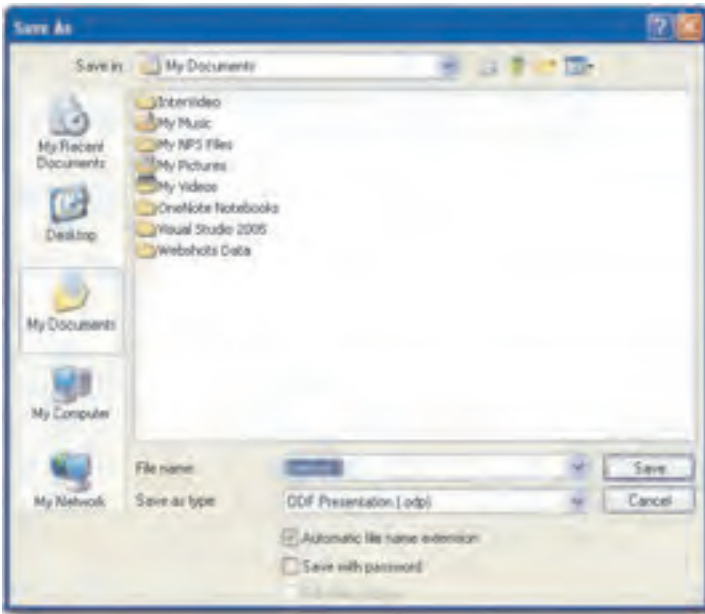 Save As
Save in: My Documents
InterVideo
My Music
My NPS Files
My Pictures
My Videos
OneNote Notebooks
Visual Studio 2005
Webshots Data
My Recent
Documents
Desktop
My Documents
My Computer
My Network
File name:
Save
Save as type:
ODF Presentation (.odp)
Cancel
Automatic file name extension
Save with password